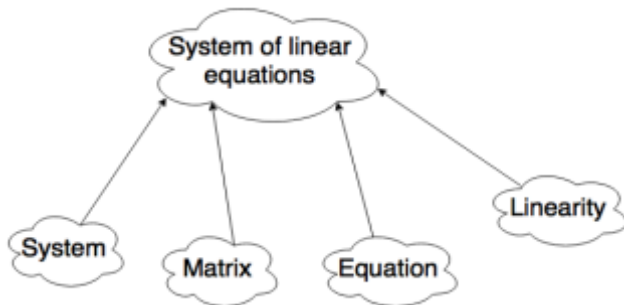 System of linear
equations
Linearity
System
Matrix
Equation